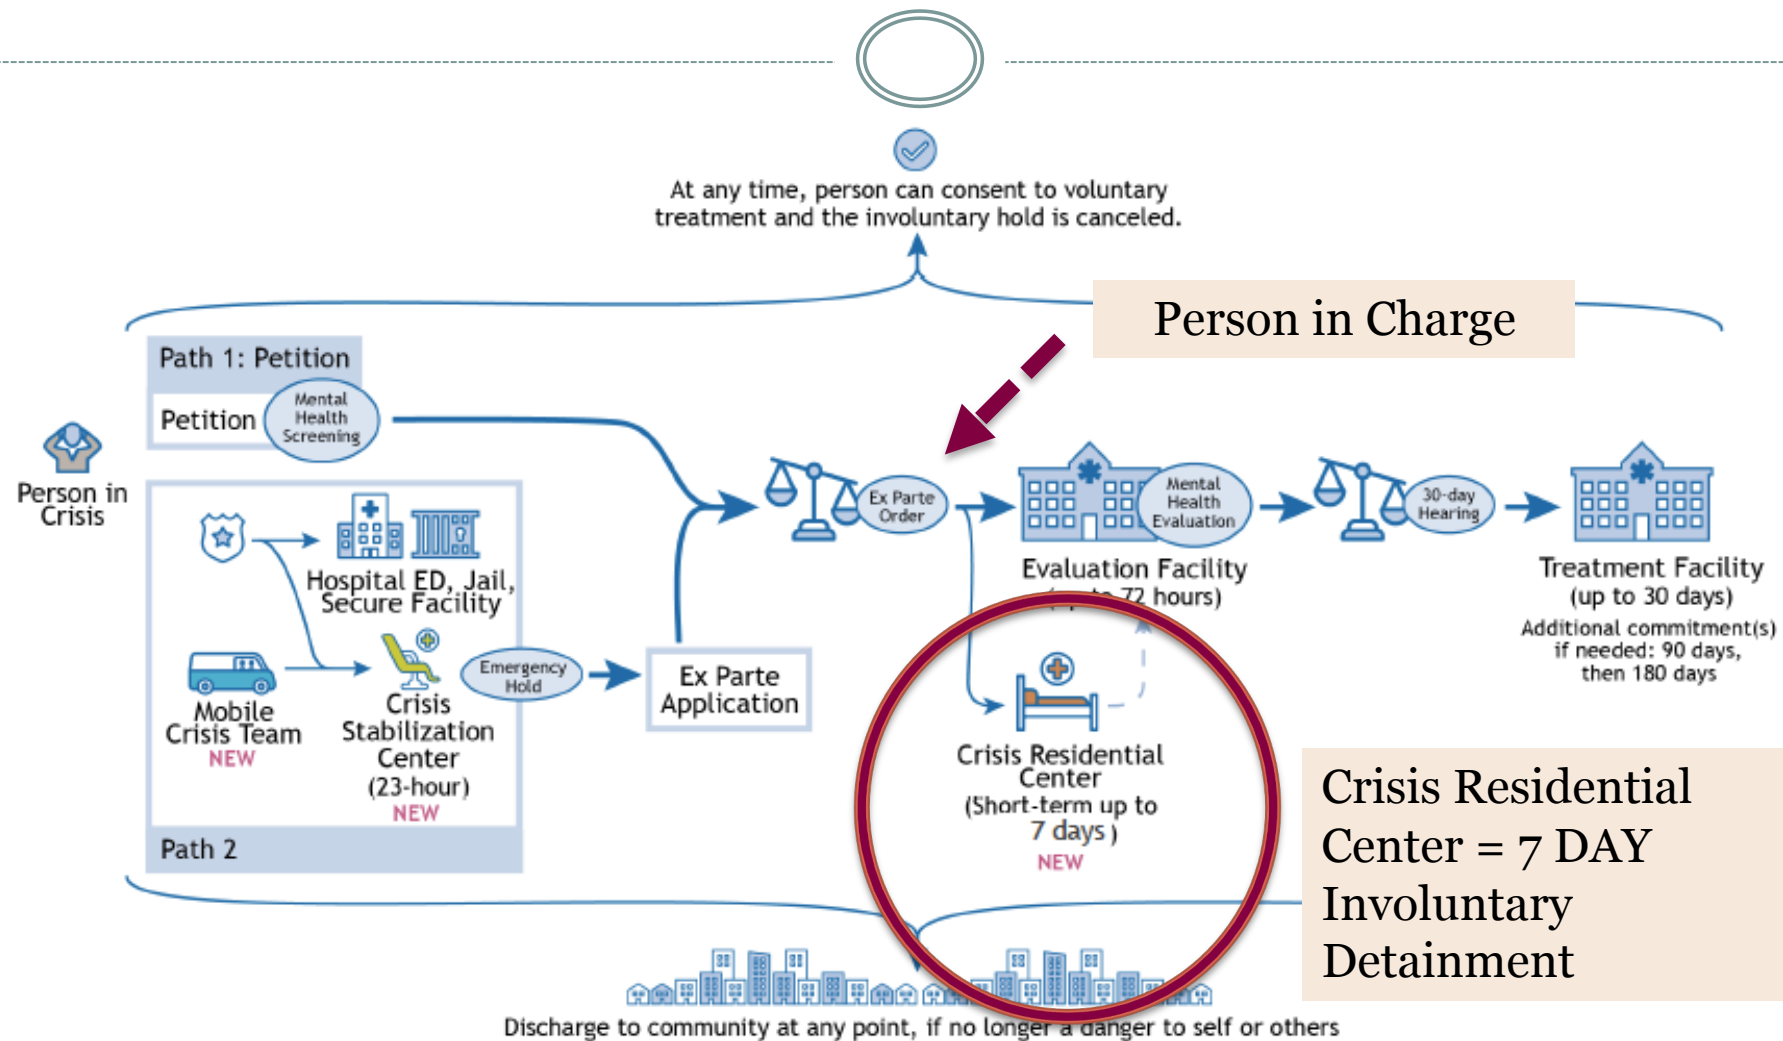 At any time, person can consent to voluntary
treatment and the involuntary hold is canceled.
Person in Charge
Path 1: Petition
Petition
Mental
Health
Screening
Person in
Crisis
Hospital ED, Jail,
Secure Facility
Mobile
Crisis Team
NEW
Crisis
Stabilization
Center
(23-hour)
NEW
Path 2
Emergency
Hold
Ex Parte
Application
Ex Parte
Order
Mental
Health
Evaluation
Evaluation Facility
(up to 72 hours)
Crisis Residential
Center
(Short-term up to
7 days )
NEW
30-day
Hearing
Treatment Facility
(up to 30 days)
Additional commitment(s)
if needed: 90 days,
then 180 days
Crisis Residential
Center = 7 DAY
Involuntary
Detainment
Discharge to community at any point, if no longer a danger to self or others